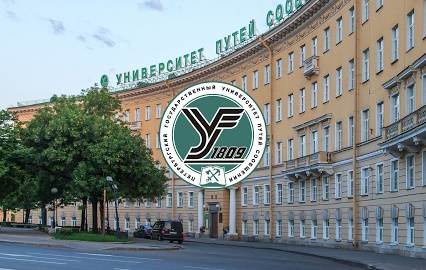 УНИВЕРСИТЕТ ПУТЕЙ
ПЕТЕРБУРГСКИЙ ГОСУДАРСТВЕННЫЙ УНИВЕРСИТЕТ ПУТЕЙ СООБЩЕНИЯ
1809